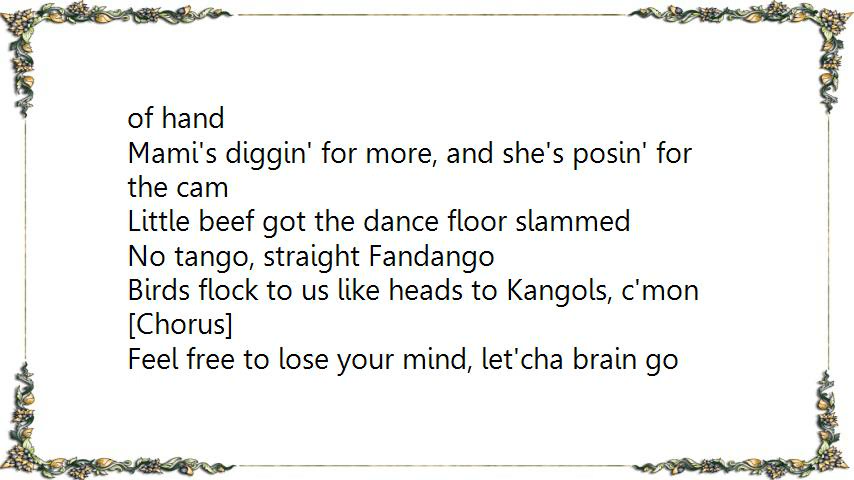 of hand
Mami's diggin' for more, and she's posin' for
the cam
Little beef got the dance floor slammed
No tango, straight Fandango
Birds flock to us like heads to Kangols, c'mon
[Chorus]
Feel free to lose your mind, let'cha brain go